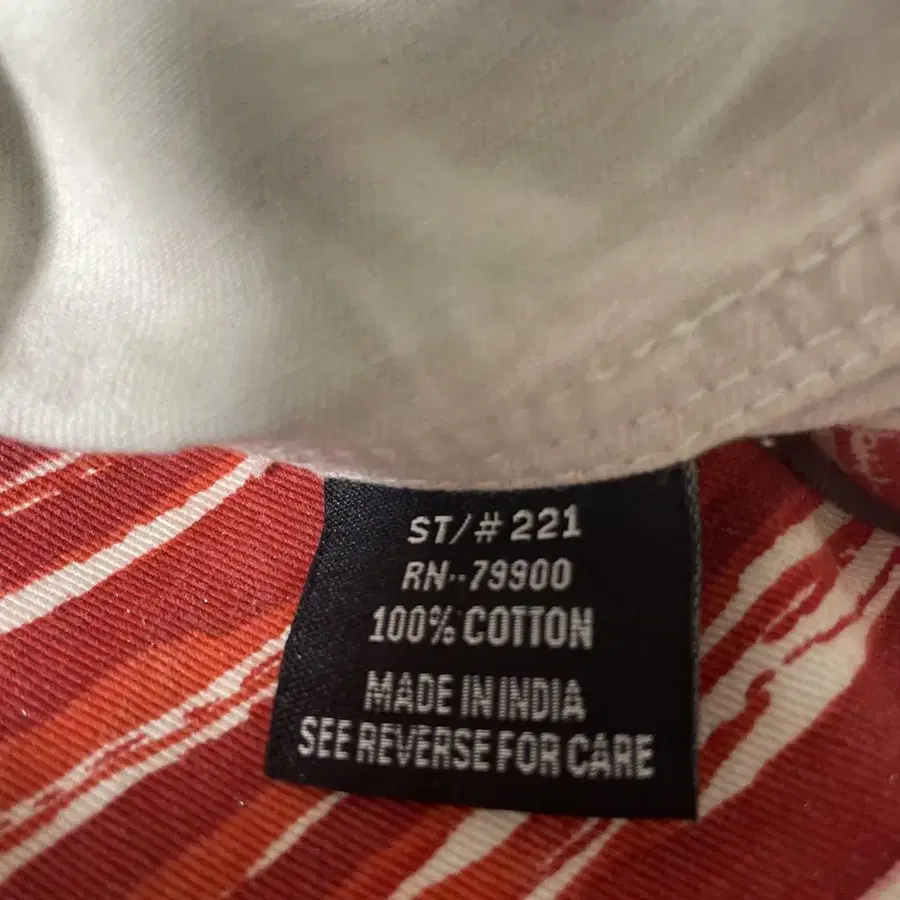 ST/# 221
RN--79900
100% COTTON
MADE IN INDIA
SEE REVERSE FOR CARE